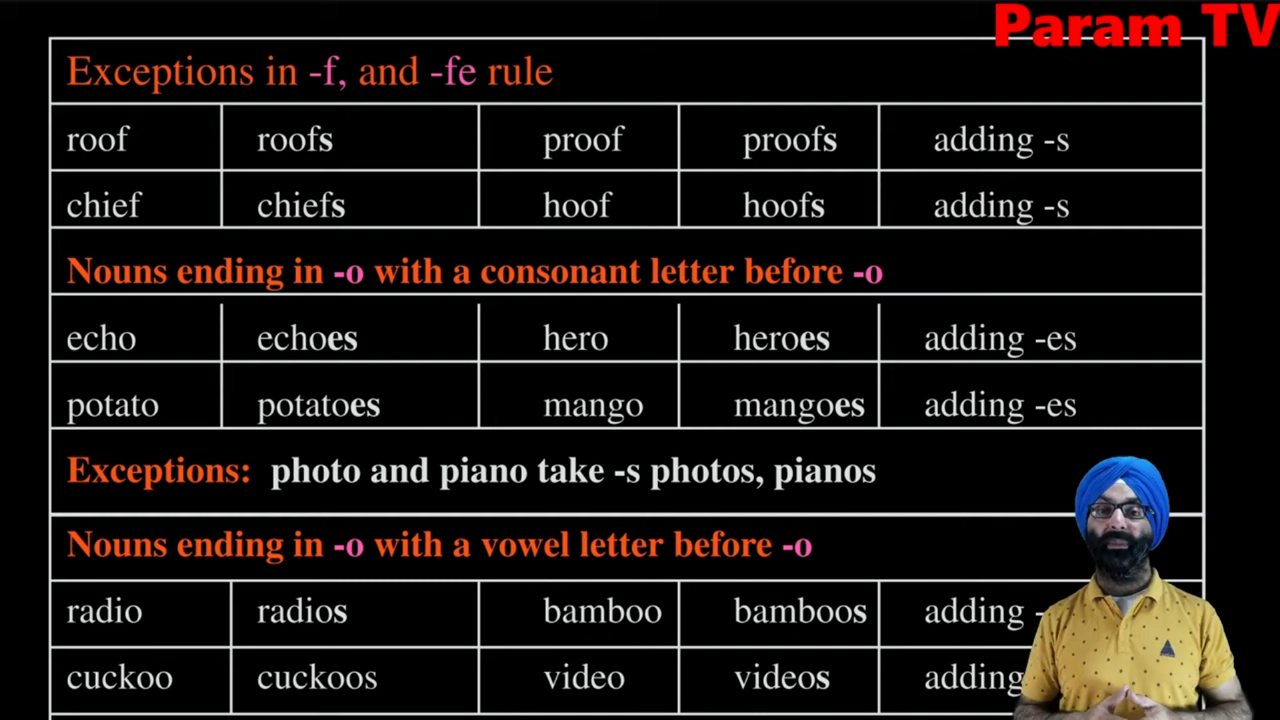 Param TV
Exceptions in -f, and -fe rule
roof roofs proof proofs adding -s
chief chiefs hoof hoofs adding -s
Nouns ending in -o with a consonant letter before -o
echo echoes hero heroes adding -es
potato potatoes mango mangoes adding -es
Exceptions: photo and piano take -s photos, pianos
Nouns ending in -o with a vowel letter before -o
radio radios bamboo bamboos adding -
cuckoo cuckoos video videos adding